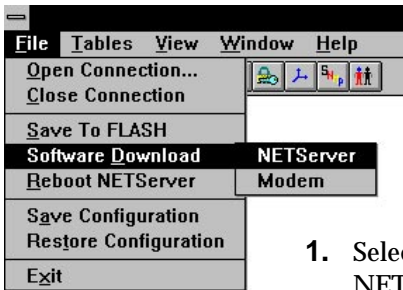 File Tables View Window Help
Open Connection...
Close Connection
Save To FLASH
Software Download NETServer
Reboot NETServer Modem
Save Configuration
Restore Configuration
Exit
1.
NET